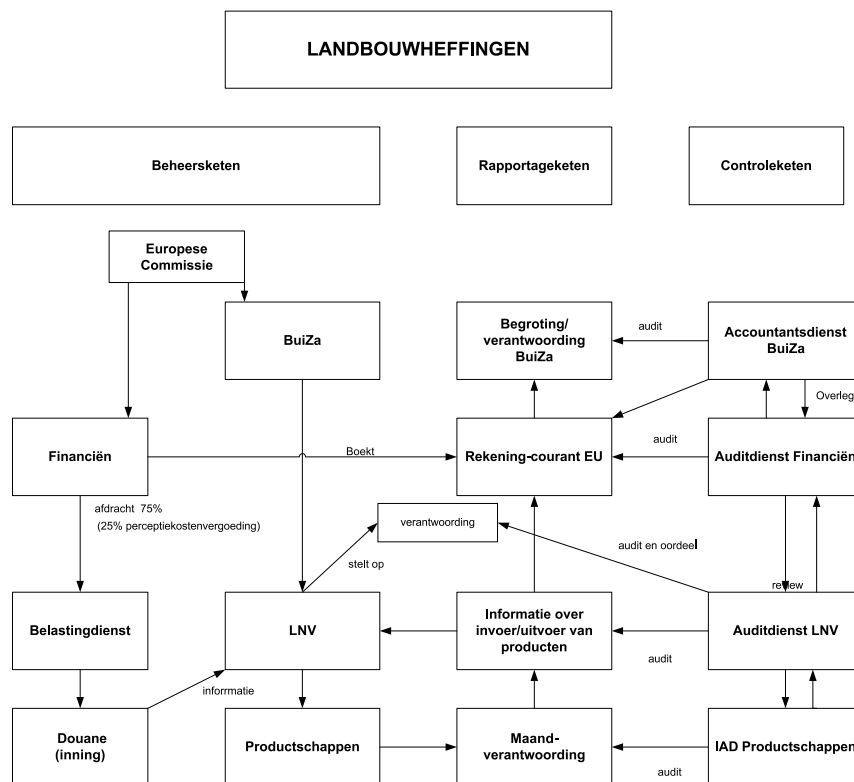 LANDBOUWHEFFINGEN
Beheersketen
Rapportageketen
Controleketen
Europese
Commissie
BuiZa
Begroting/
verantwoording
BuiZa
audit
Accountantsdienst
BuiZa
Overleg
Financiën
Boekt
Rekening-courant EU
audit
Auditdienst Financiën
afdracht 75%
(25% perceptiekostenvergoeding)
verantwoording
stelt op
audit en oordeel
review
Belastingdienst
LNV
Informatie over
invoer/uitvoer van
producten
audit
Auditdienst LNV
informatie
Douane
(inning)
Productschappen
Maand-
verantwoording
audit
IAD Productschappen